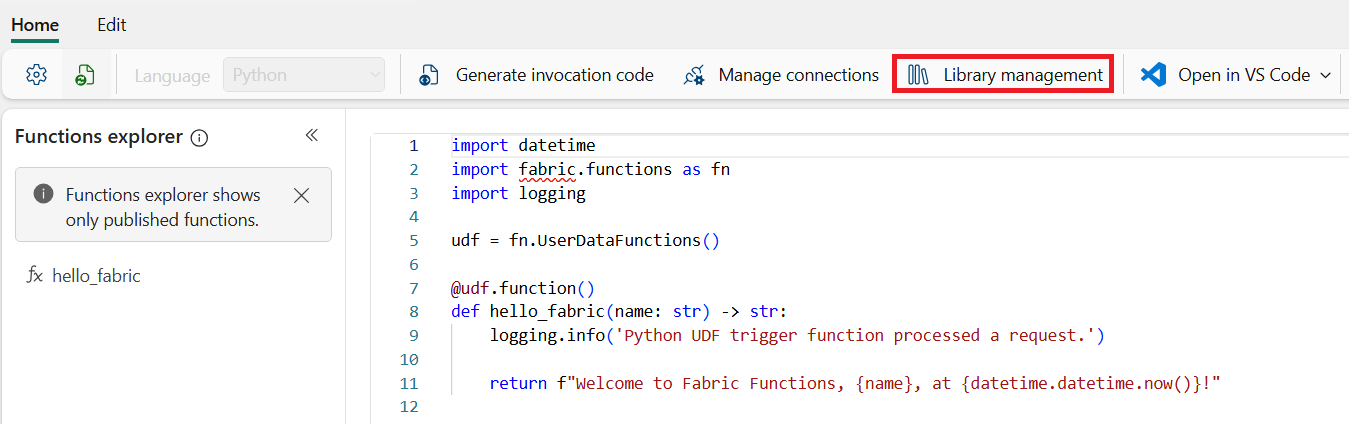 Home Edit
Language Python Generate invocation code Manage connections Library management Open in VS Code
Functions explorer
Functions explorer shows
only published functions.
fx hello_fabric
1 import datetime
2 import fabric.functions as fn
3 import logging
4
5 udf = fn.UserDataFunctions()
6
7 @udf.function()
8 def hello_fabric(name: str) -> str:
9     logging.info('Python UDF trigger function processed a request.')
10
11     return f"Welcome to Fabric Functions, {name}, at {datetime.datetime.now()}!"
12